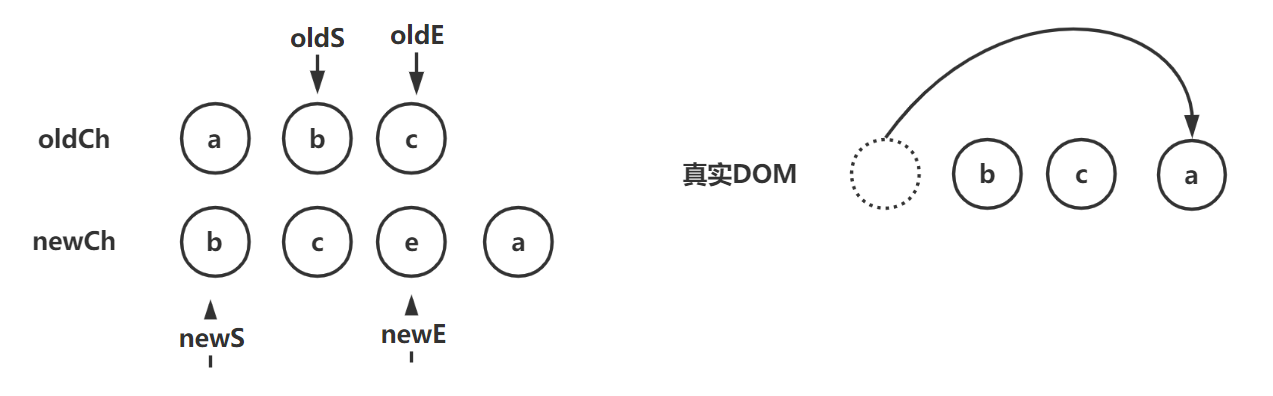 oldS oldE
oldCh a b c
newCh b c e a
newS newE
真实DOM b c a